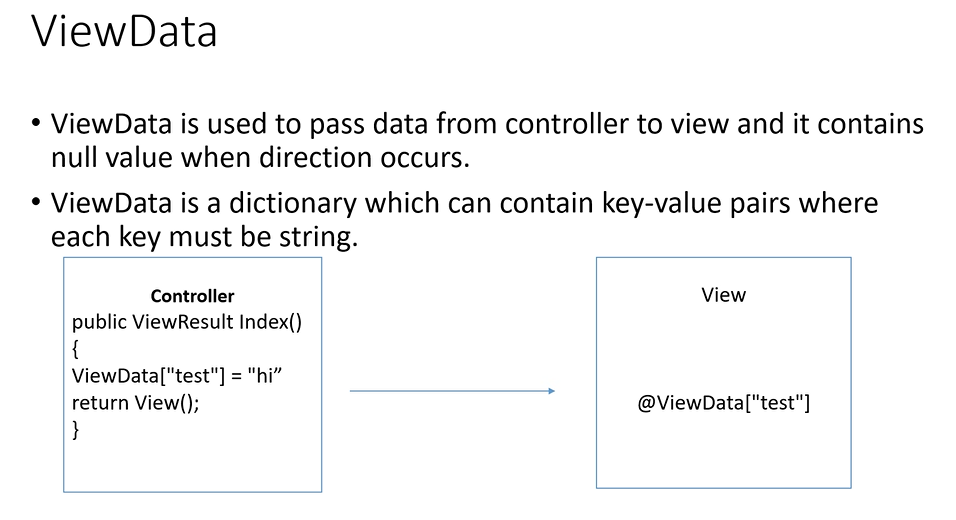 ViewData
• ViewData is used to pass data from controller to view and it contains
null value when direction occurs.
• ViewData is a dictionary which can contain key-value pairs where
each key must be string.
Controller
public ViewResult Index()
{
ViewData["test"] = "hi”
return View();
}
View
@ViewData["test"]